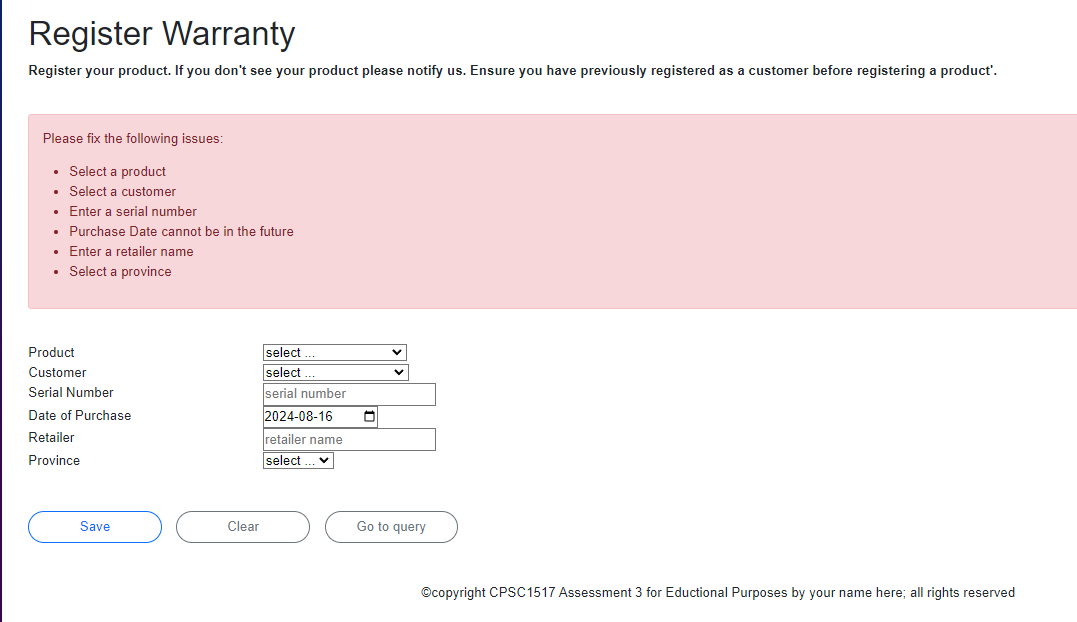 Register Warranty
Register your product. If you don't see your product please notify us. Ensure you have previously registered as a customer before registering a product'.
Please fix the following issues:
Select a product
Select a customer
Enter a serial number
Purchase Date cannot be in the future
Enter a retailer name
Select a province
Product select ...
Customer select ...
Serial Number serial number
Date of Purchase 2024-08-16
Retailer retailer name
Province select ...
Save Clear Go to query
©copyright CPSC1517 Assessment 3 for Eductional Purposes by your name here; all rights reserved